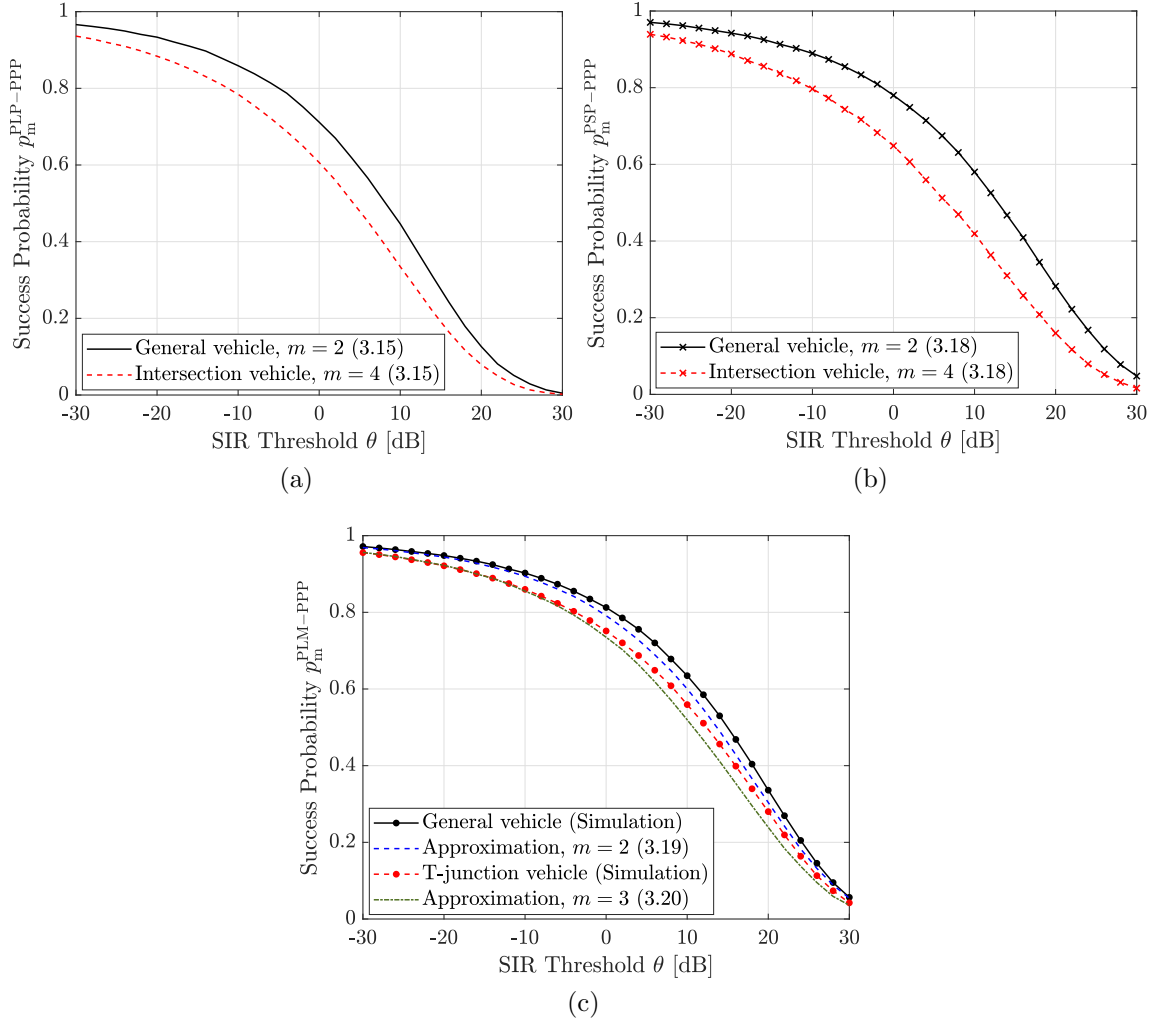 1
0.8
0.6
0.4
0.2
0
Success Probability p_m^{PLP−PPP}
General vehicle, m = 2 (3.15)
Intersection vehicle, m = 4 (3.15)
-30 -20 -10 0 10 20 30
SIR Threshold θ [dB]
(a)
1
0.8
0.6
0.4
0.2
0
Success Probability p_m^{PSP−PPP}
General vehicle, m = 2 (3.18)
Intersection vehicle, m = 4 (3.18)
-30 -20 -10 0 10 20 30
SIR Threshold θ [dB]
(b)
1
0.8
0.6
0.4
0.2
0
Success Probability p_m^{PLM−PPP}
General vehicle (Simulation)
Approximation, m = 2 (3.19)
T-junction vehicle (Simulation)
Approximation, m = 3 (3.20)
-30 -20 -10 0 10 20 30
SIR Threshold θ [dB]
(c)